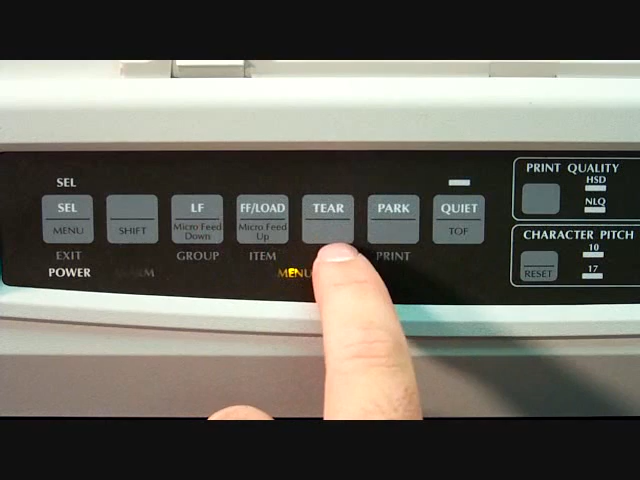 SEL
SEL
MENU
SHIFT
LF
Micro Feed
Down
FF/LOAD
Micro Feed
Up
TEAR
PARK
QUIET
TOF
EXIT
GROUP
ITEM
PRINT
POWER
MENU
PRINT QUALITY
HSD
NLQ
CHARACTER PITCH
10
17
RESET